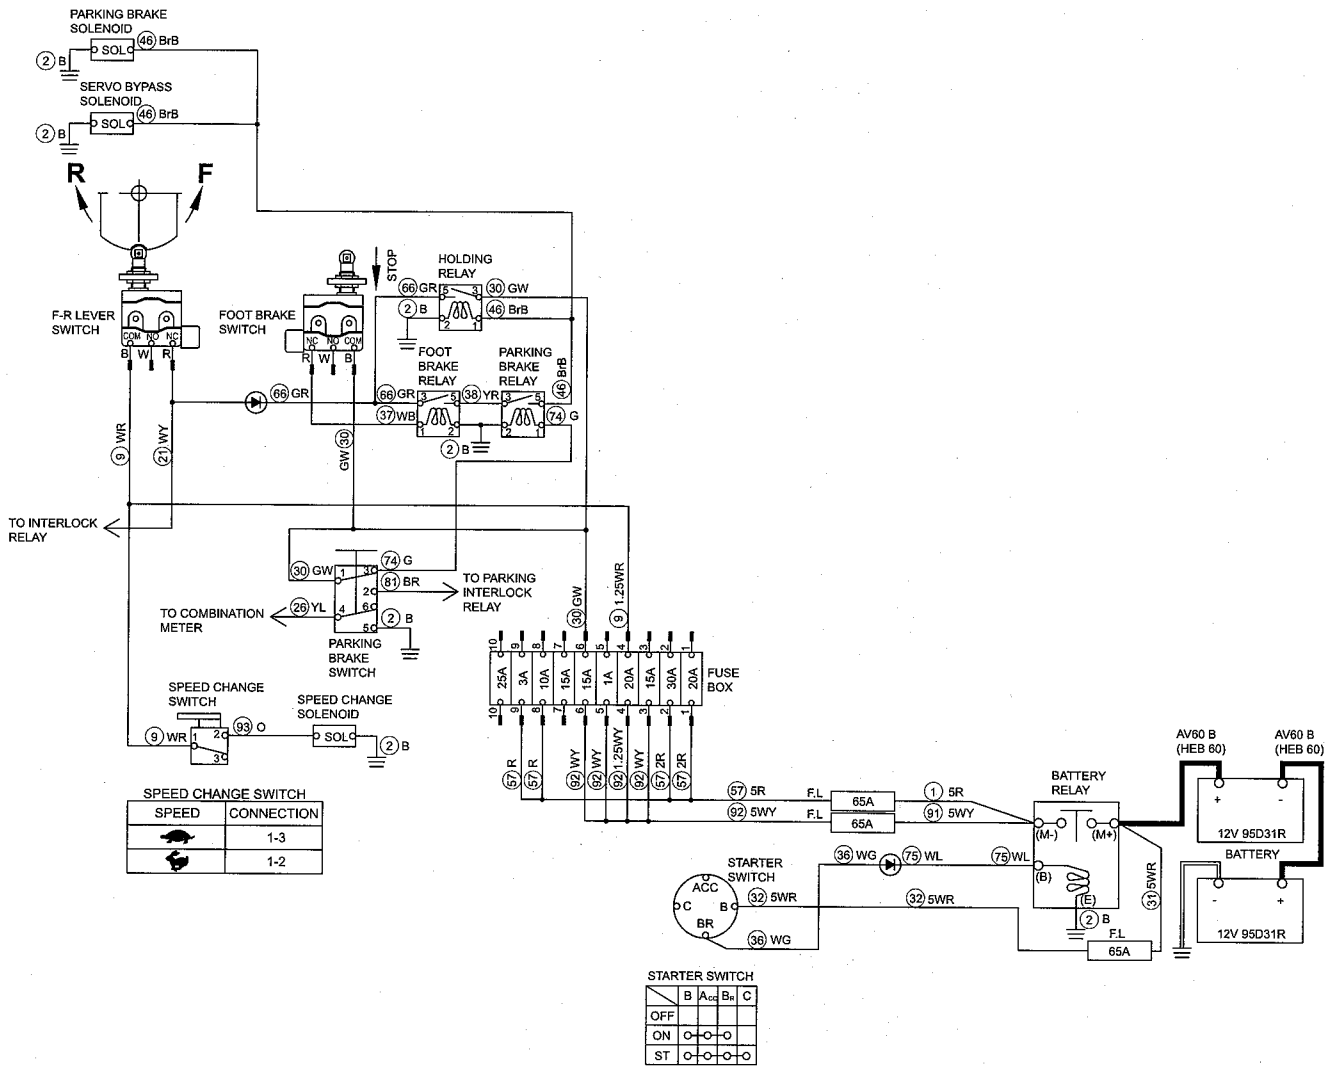 PARKING BRAKE
SOLENOID
SOL
46 BrB
2 B
SERVO BYPASS
SOLENOID
SOL
46 BrB
2 B
R F
F-R LEVER
SWITCH
COM NO NC
B W R
FOOT BRAKE
SWITCH
STOP
NC NO COM
R W B
HOLDING
RELAY
66 GR
5 3
30 GW
2 B
2 1
46 BrB
FOOT
BRAKE
RELAY
PARKING
BRAKE
RELAY
46 BrB
66 GR
66 GR
3 5
38 YR
3 5
37 WB
1 2
2 1
74 G
2 B
9 WR
21 WY
GW 30
TO INTERLOCK
RELAY
30 GW
1 3
74 G
2
81 BR
TO PARKING
INTERLOCK
RELAY
TO COMBINATION
METER
26 YL
4 6
5
2 B
PARKING
BRAKE
SWITCH
30 GW
9 1.25WR
10 9 8 7 6 5 4 3 2 1
25A 3A 10A 15A 15A 1A 20A 15A 30A 20A
10 9 8 7 6 5 4 3 2 1
FUSE
BOX
57 R
57 R
92 WY
92 WY
92 1.25WY
92 WY
57 2R
57 2R
SPEED CHANGE
SWITCH
9 WR
1 2
3
93 O
SPEED CHANGE
SOLENOID
SOL
2 B
SPEED CHANGE SWITCH
SPEED CONNECTION
1-3
1-2
57 5R
F.L
65A
1 5R
92 5WY
F.L
65A
91 5WY
BATTERY
RELAY
(M-) (M+)
(B)
(E)
2 B
AV60 B
(HEB 60)
AV60 B
(HEB 60)
+ -
12V 95D31R
BATTERY
- +
12V 95D31R
36 WG
75 WL
75 WL
STARTER
SWITCH
ACC
C B
BR
32 5WR
32 5WR
36 WG
31 5WR
F.L
65A
STARTER SWITCH
B Acc BR C
OFF
ON
ST